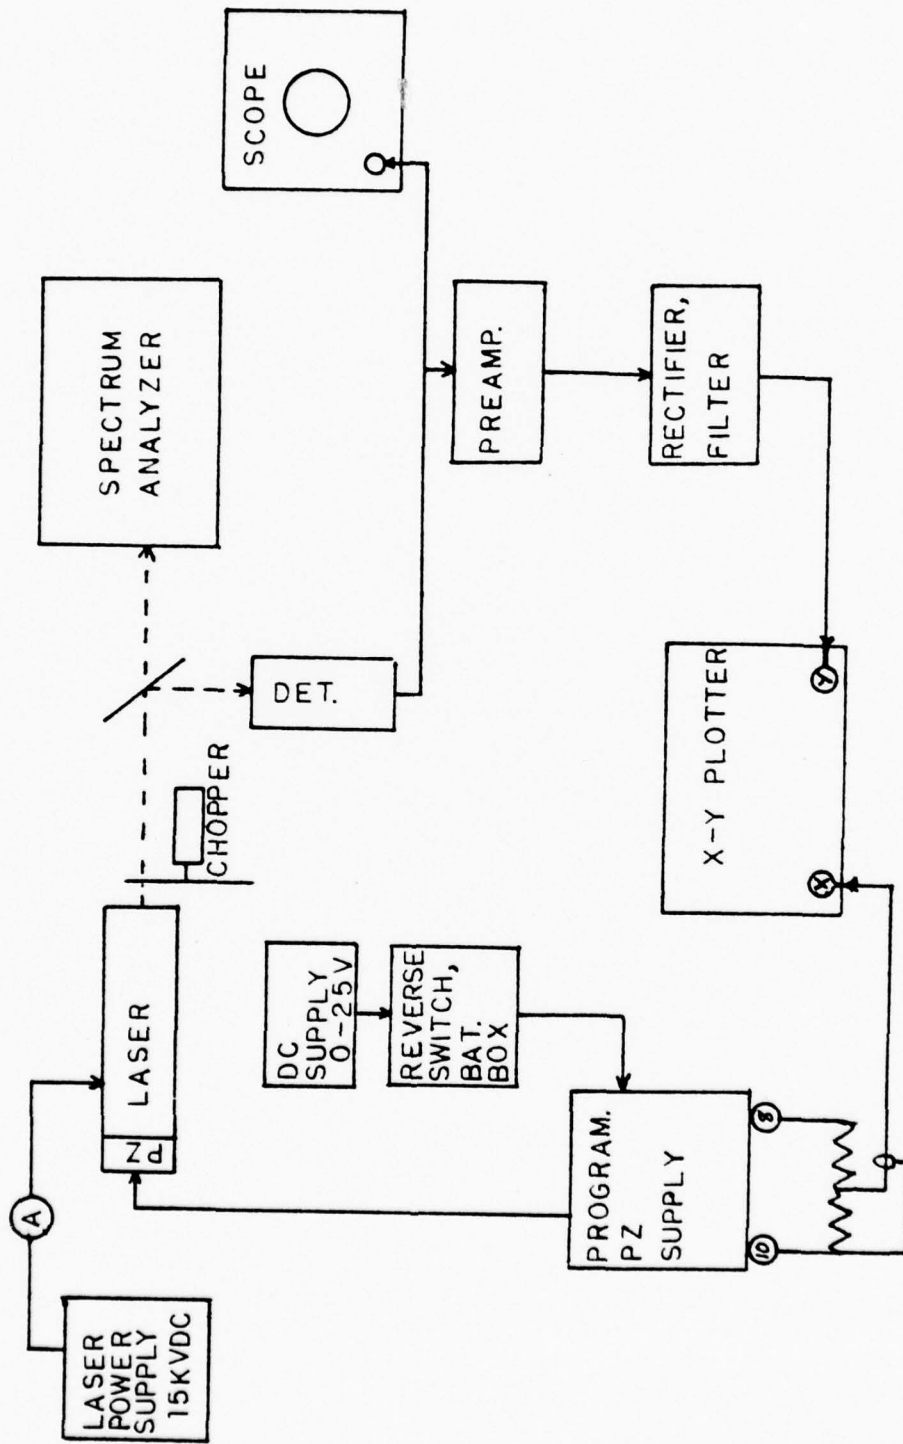 LASER
POWER
SUPPLY
15KVDC
A
PZ
LASER
CHOPPER
SPECTRUM
ANALYZER
DET.
SCOPE
DC
SUPPLY
0-25V
REVERSE
SWITCH,
BAT.
BOX
PREAMP.
PROGRAM.
PZ
SUPPLY
10
8
X-Y PLOTTER
X
Y
RECTIFIER,
FILTER